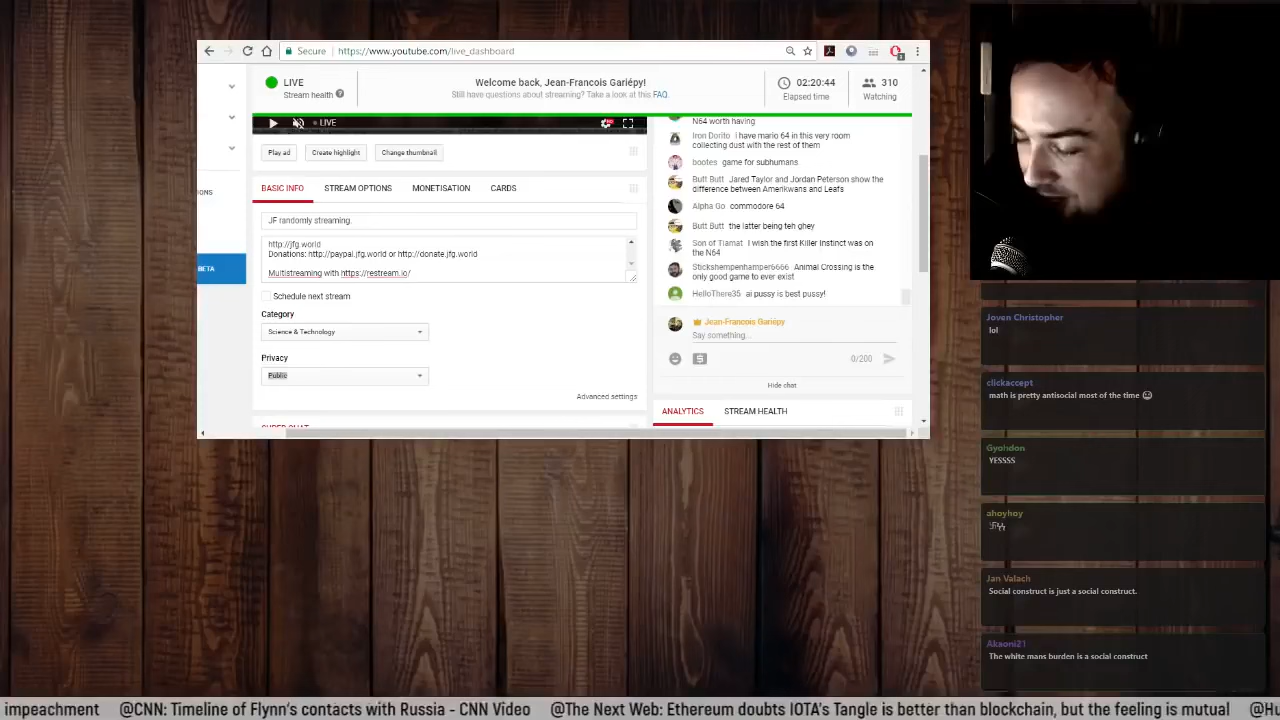 Secure
https://www.youtube.com/live_dashboard
LIVE
Stream health
Welcome back, Jean-Francois Gariépy!
Still have questions about streaming? Take a look at this FAQ.
02:20:44
Elapsed time
310
Watching
LIVE
Play ad
Create highlight
Change thumbnail
BASIC INFO
STREAM OPTIONS
MONETISATION
CARDS
JF randomly streaming.
http://jfg.world
Donations: http://paypal.jfg.world or http://donate.jfg.world
Multistreaming with https://restream.io/
Schedule next stream
Category
Science & Technology
Privacy
Public
Advanced settings
IONS
BETA
N64 worth having
Iron Dorito I have mario 64 in this very room
collecting dust with the rest of them
bootes game for subhumans
Butt Butt Jared Taylor and Jordan Peterson show the
difference between Amerikwans and Leafs
Alpha Go commodore 64
Butt Butt the latter being teh ghey
Son of Tiamat I wish the first Killer Instinct was on
the N64
Stickshempenhamper6666 Animal Crossing is the
only good game to ever exist
HelloThere35 ai pussy is best pussy!
Jean-Francois Gariépy
Say something...
0/200
Hide chat
ANALYTICS
STREAM HEALTH
Joven Christopher
lol
clickaccept
math is pretty antisocial most of the time
Gyohdon
YESSSS
ahoyhoy
Jan Valach
Social construct is just a social construct.
Aksoni21
The white mans burden is a social construct
impeachment @CNN: Timeline of Flynn's contacts with Russia - CNN Video @The Next Web: Ethereum doubts IOTA's Tangle is better than blockchain, but the feeling is mutual @Hu